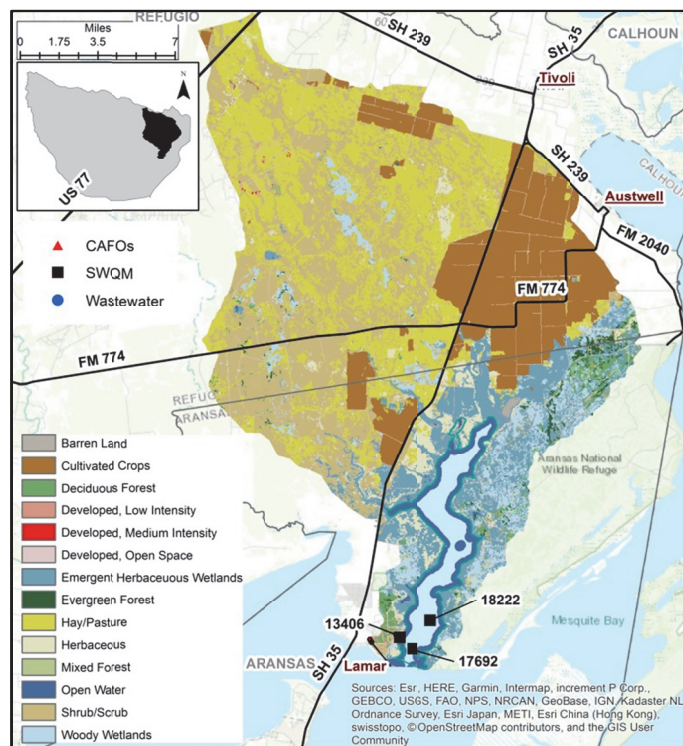 REFUGIO
Miles
0 1.75 3.5 7
60
SH 239
SH 35
CALHOUN
Tivoli
N
US 77
SH 239
CALHOUN
Austwell
CAFOs
SWQM
Wastewater
FM 2040
FM 774
FM 774
REFUG
ARANSAS
Barren Land
Cultivated Crops
Deciduous Forest
Developed, Low Intensity
Developed, Medium Intensity
Developed, Open Space
Emergent Herbaceuous Wetlands
Evergreen Forest
Hay/Pasture
Herbaceus
Mixed Forest
Open Water
Shrub/Scrub
Woody Wetlands
Aransas National
Wildlife Refuge
18222
13406
17692
Mesquite Bay
ARANSAS
SH 35
Lamar
Sources: Esr, HERE, Garmin, Intermap, increment P Corp.,
GEBCO, US6S, FAO, NPS, NRCAN, GeoBase, IGN, Kadaster NL,
Ordnance Survey, Esri Japan, METI, Esri China (Hong Kong),
swisstopo, ©OpenStreetMap contributors, and the GIS User
Community